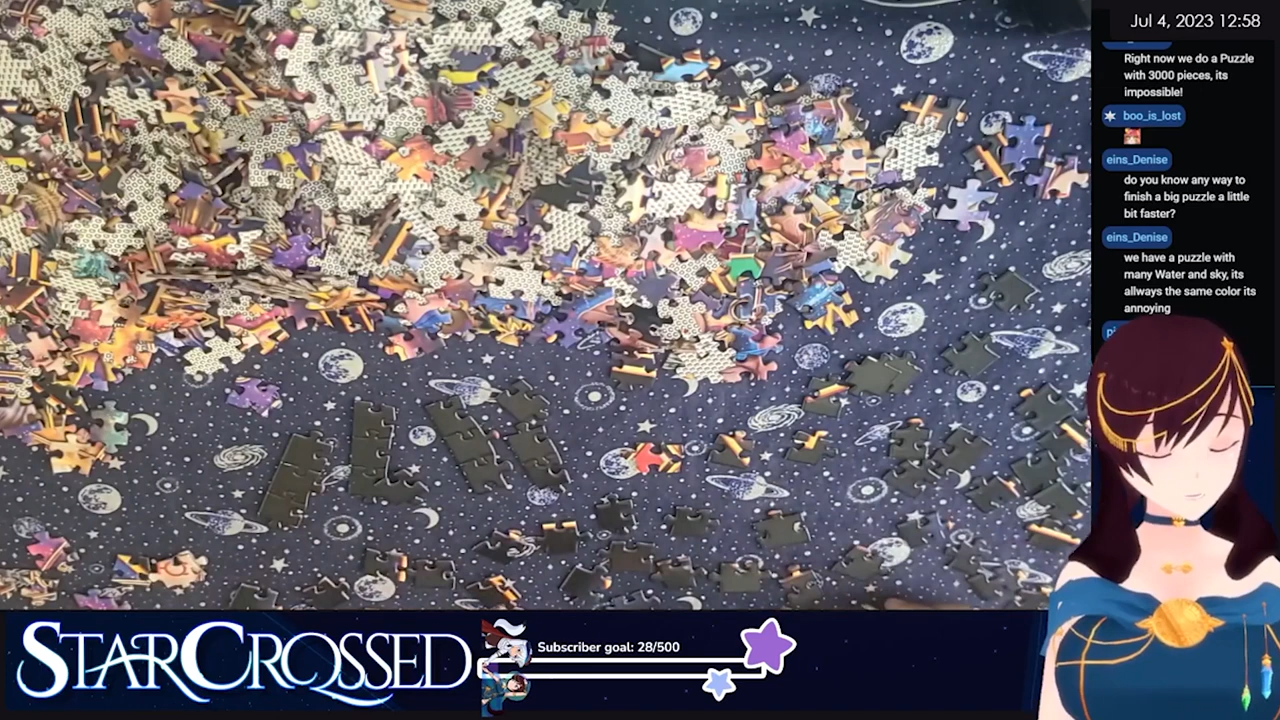 Jul 4, 2023 12:58
Right now we do a Puzzle
with 3000 pieces, its
impossible!
boo_is_lost
eins_Denise
do you know any way to
finish a big puzzle a little
bit faster?
eins_Denise
we have a puzzle with
many Water and sky, its
allways the same color its
annoying
STARCROSSED
Subscriber goal: 28/500